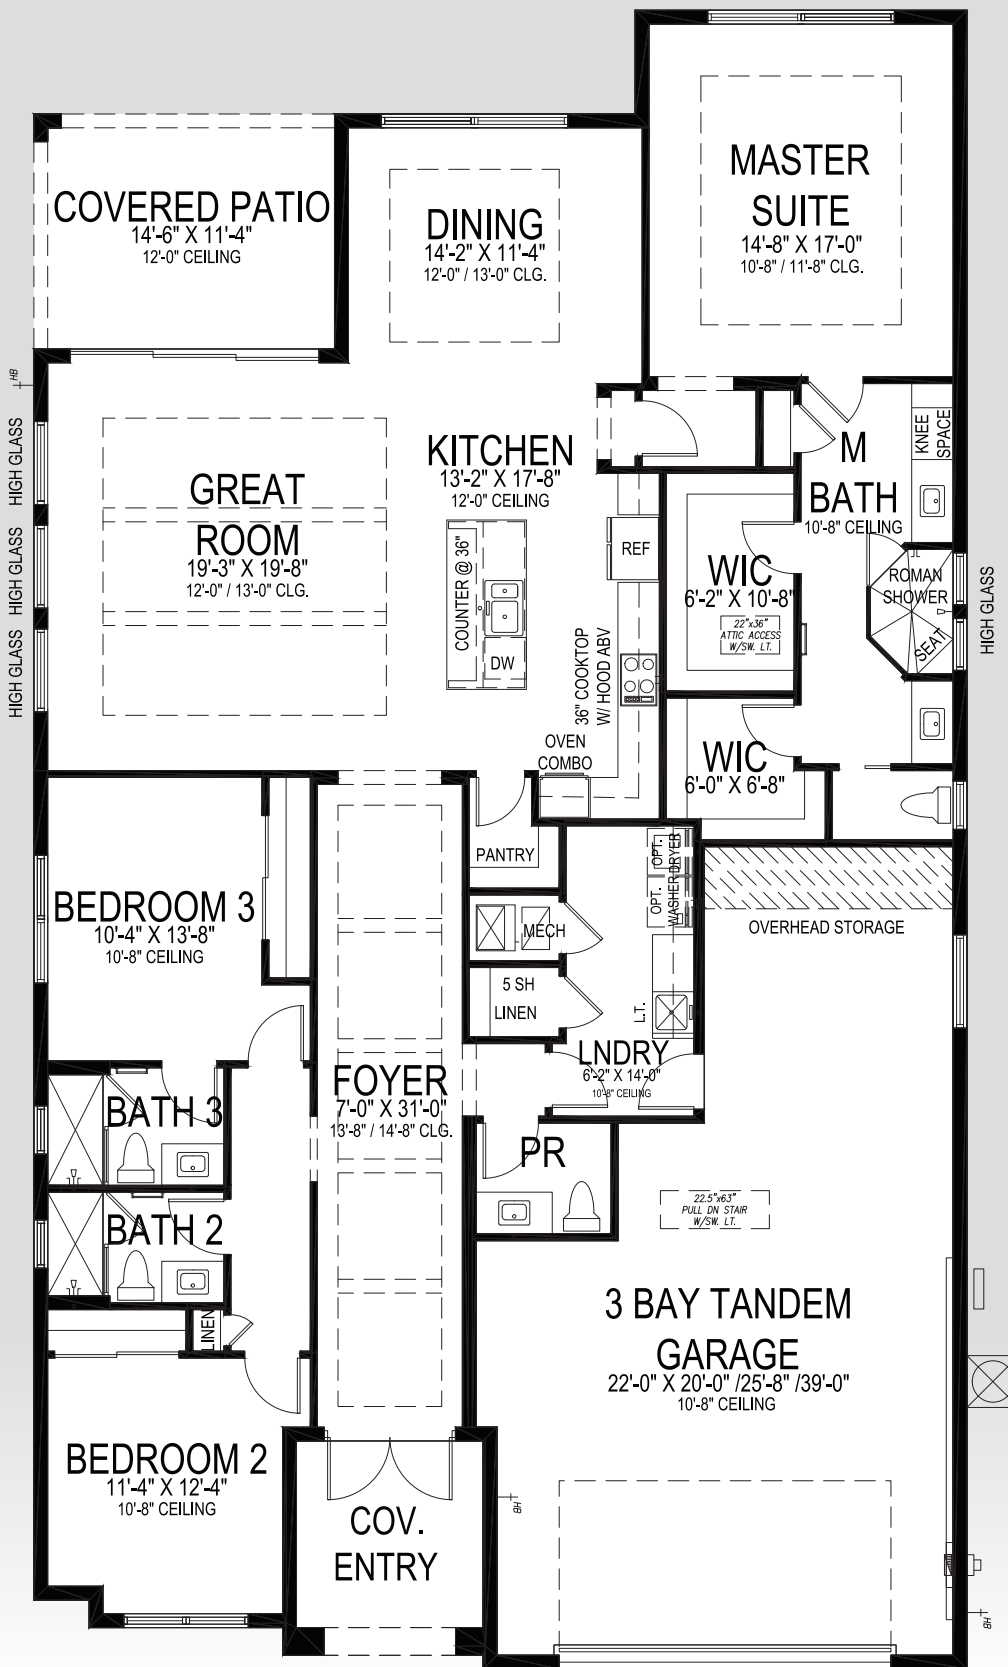 COVERED PATIO
14'-6" X 11'-4"
12'-0" CEILING
DINING
14'-2" X 11'-4"
12'-0" / 13'-0" CLG.
MASTER
SUITE
14'-8" X 17'-0"
10'-8" / 11'-8" CLG.
HB
HIGH GLASS
HIGH GLASS
HIGH GLASS
GREAT
ROOM
19'-3" X 19'-8"
12'-0" / 13'-0" CLG.
KITCHEN
13'-2" X 17'-8"
12'-0" CEILING
COUNTER @ 36"
DW
REF
36" COOKTOP
W/ HOOD ABV
OVEN
COMBO
M
BATH
10'-8" CEILING
KNEE
SPACE
ROMAN
SHOWER
SEAT
HIGH GLASS
WIC
6'-2" X 10'-8"
22"x36"
ATTIC ACCESS
W/SW. LT.
WIC
6'-0" X 6'-8"
PANTRY
OPT.
OPT.
WASHER
DRYER
MECH
5 SH
LINEN
L.T.
LNDRY
6'-2" X 14'-0"
10'-8" CEILING
OVERHEAD STORAGE
BEDROOM 3
10'-4" X 13'-8"
10'-8" CEILING
FOYER
7'-0" X 31'-0"
13'-8" / 14'-8" CLG.
BATH 3
BATH 2
LINEN
PR
22.5"x63"
PULL DN STAIR
W/SW. LT.
3 BAY TANDEM
GARAGE
22'-0" X 20'-0" /25'-8" /39'-0"
10'-8" CEILING
BEDROOM 2
11'-4" X 12'-4"
10'-8" CEILING
COV.
ENTRY
HB
HB